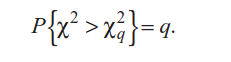 P{χ² > χ²_q} = q.